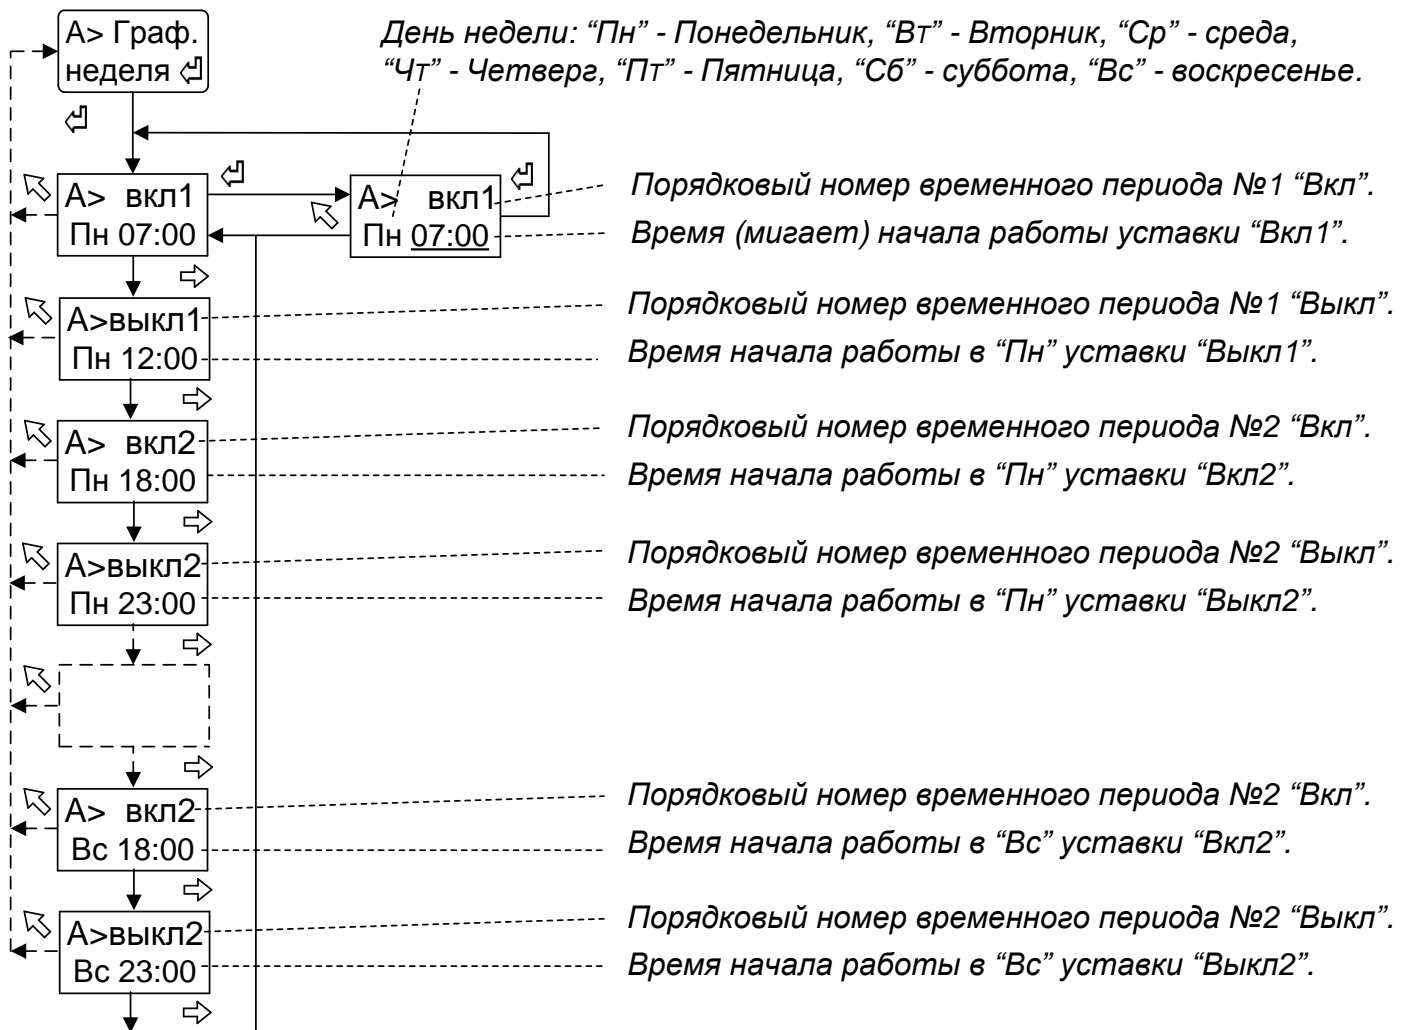 А> Граф.
неделя
День недели: “Пн” - Понедельник, “Вт” - Вторник, “Ср” - среда,
“Чт” - Четверг, “Пт” - Пятница, “Сб” - суббота, “Вс” - воскресенье.
А> вкл1
Пн 07:00
А> вкл1
Пн 07:00
Порядковый номер временного периода №1 “Вкл”.
Время (мигает) начала работы уставки “Вкл1”.
А>выкл1
Пн 12:00
Порядковый номер временного периода №1 “Выкл”.
Время начала работы в “Пн” уставки “Выкл1”.
А> вкл2
Пн 18:00
Порядковый номер временного периода №2 “Вкл”.
Время начала работы в “Пн” уставки “Вкл2”.
А>выкл2
Пн 23:00
Порядковый номер временного периода №2 “Выкл”.
Время начала работы в “Пн” уставки “Выкл2”.
А> вкл2
Вс 18:00
Порядковый номер временного периода №2 “Вкл”.
Время начала работы в “Вс” уставки “Вкл2”.
А>выкл2
Вс 23:00
Порядковый номер временного периода №2 “Выкл”.
Время начала работы в “Вс” уставки “Выкл2”.